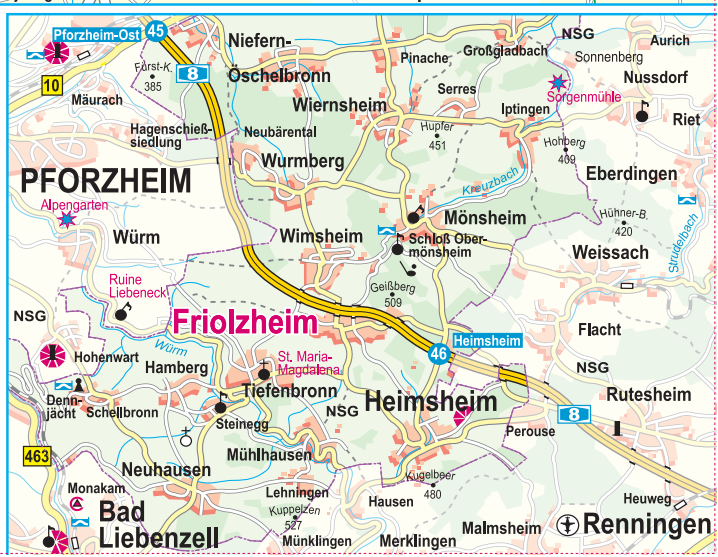 Pforzheim-Ost
45
Niefern-
Öschelbronn
8
Fürst-K.
385
10
Mäurach
Hagenschieß-
siedlung
Neubärental
Pinache
Großglattbach
NSG
Aurich
Sonnenberg
Nussdorf
Serres
Sorgenmühle
Wiernsheim
Iptingen
Riet
Hupfer
451
Hohberg
409
Wurmberg
Eberdingen
PFORZHEIM
Kreuzbach
Alpengarten
Mönsheim
Hühner-B.
420
Würm
Wimsheim
Schloß Ober-
mönsheim
Weissach
Strudelbach
Ruine
Liebeneck
Geißberg
509
NSG
Friolzheim
Flacht
Würm
Heimsheim
46
Hohenwart
St. Maria-
Magdalena
Hamberg
NSG
Denn-
jächt
Schellbronn
Tiefenbronn
Heimsheim
Rutesheim
NSG
8
Steinegg
Perouse
463
Mühlhausen
Neuhausen
Kugelbeer
480
Monakam
Lehningen
Hausen
Heuweg
Bad
Liebenzell
Kuppelzen
527
Malmsheim
Renningen
Münklingen
Merklingen